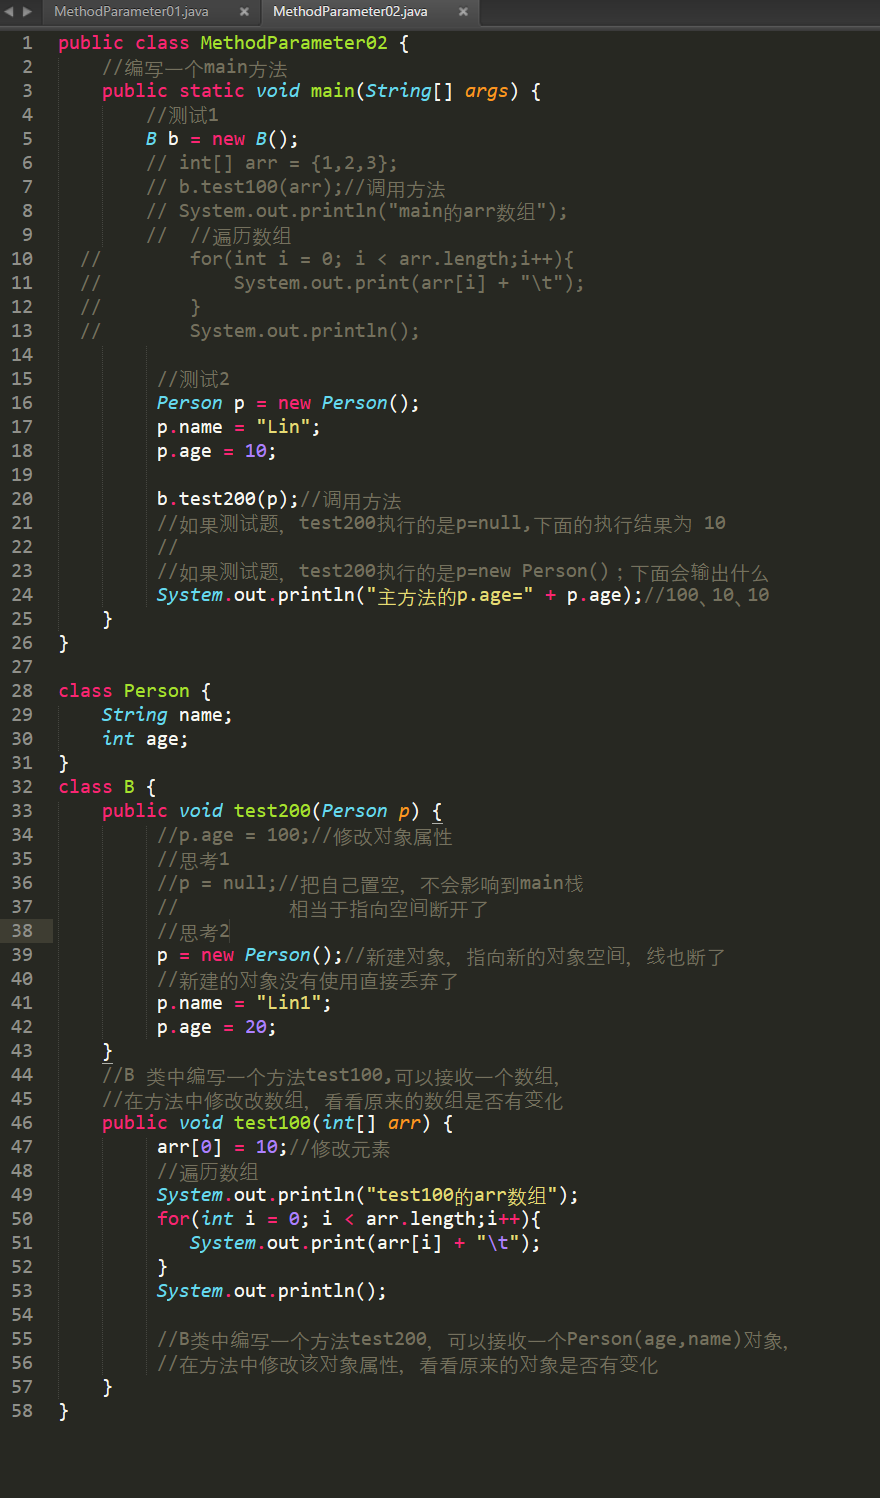 MethodParameter01.java × MethodParameter02.java ×
1 public class MethodParameter02 {
2 //编写一个main方法
3 public static void main(String[] args) {
4 //测试1
5 B b = new B();
6 // int[] arr = {1,2,3};
7 // b.test100(arr);//调用方法
8 // System.out.println("main的arr数组");
9 // //遍历数组
10 // for(int i = 0; i < arr.length;i++){
11 // System.out.print(arr[i] + "\t");
12 // }
13 // System.out.println();
14
15 //测试2
16 Person p = new Person();
17 p.name = "Lin";
18 p.age = 10;
19
20 b.test200(p);//调用方法
21 //如果测试题，test200执行的是p=null,下面的执行结果为 10
22 //
23 //如果测试题，test200执行的是p=new Person()；下面会输出什么
24 System.out.println("主方法的p.age=" + p.age);//100、10、10
25 }
26 }
27
28 class Person {
29 String name;
30 int age;
31 }
32 class B {
33 public void test200(Person p) {
34 //p.age = 100;//修改对象属性
35 //思考1
36 //p = null;//把自己置空，不会影响到main栈
37 // 相当于指向空间断开了
38 //思考2
39 p = new Person();//新建对象，指向新的对象空间，线也断了
40 //新建的对象没有使用直接丢弃了
41 p.name = "Lin1";
42 p.age = 20;
43 }
44 //B 类中编写一个方法test100,可以接收一个数组，
45 //在方法中修改改数组，看看原来的数组是否有变化
46 public void test100(int[] arr) {
47 arr[0] = 10;//修改元素
48 //遍历数组
49 System.out.println("test100的arr数组");
50 for(int i = 0; i < arr.length;i++){
51 System.out.print(arr[i] + "\t");
52 }
53 System.out.println();
54
55 //B类中编写一个方法test200，可以接收一个Person(age,name)对象，
56 //在方法中修改该对象属性，看看原来的对象是否有变化
57 }
58 }